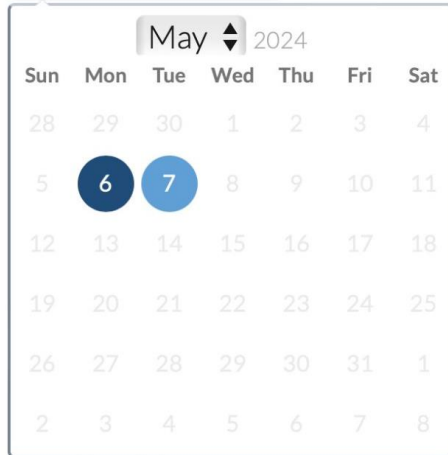 May 2024
Sun Mon Tue Wed Thu Fri Sat
28 29 30 1 2 3 4
5 6 7 8 9 10 11
12 13 14 15 16 17 18
19 20 21 22 23 24 25
26 27 28 29 30 31 1
2 3 4 5 6 7 8